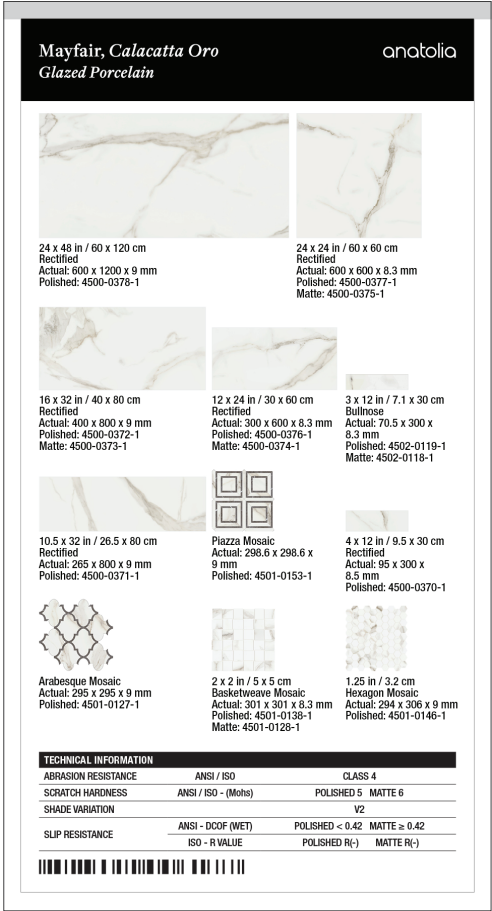 Mayfair, Calacatta Oro
Glazed Porcelain
anatolia
24 x 48 in / 60 x 120 cm
Rectified
Actual: 600 x 1200 x 9 mm
Polished: 4500-0378-1
24 x 24 in / 60 x 60 cm
Rectified
Actual: 600 x 600 x 8.3 mm
Polished: 4500-0377-1
Matte: 4500-0375-1
16 x 32 in / 40 x 80 cm
Rectified
Actual: 400 x 800 x 9 mm
Polished: 4500-0372-1
Matte: 4500-0373-1
12 x 24 in / 30 x 60 cm
Rectified
Actual: 300 x 600 x 8.3 mm
Polished: 4500-0376-1
Matte: 4500-0374-1
3 x 12 in / 7.1 x 30 cm
Bullnose
Actual: 70.5 x 300 x
8.3 mm
Polished: 4502-0119-1
Matte: 4502-0118-1
10.5 x 32 in / 26.5 x 80 cm
Rectified
Actual: 265 x 800 x 9 mm
Polished: 4500-0371-1
Piazza Mosaic
Actual: 298.6 x 298.6 x
9 mm
Polished: 4501-0153-1
4 x 12 in / 9.5 x 30 cm
Rectified
Actual: 95 x 300 x
8.5 mm
Polished: 4500-0370-1
Arabesque Mosaic
Actual: 295 x 295 x 9 mm
Polished: 4501-0127-1
2 x 2 in / 5 x 5 cm
Basketweave Mosaic
Actual: 301 x 301 x 8.3 mm
Polished: 4501-0138-1
Matte: 4501-0128-1
1.25 in / 3.2 cm
Hexagon Mosaic
Actual: 294 x 306 x 9 mm
Polished: 4501-0146-1
TECHNICAL INFORMATION
ABRASION RESISTANCE ANSI / ISO CLASS 4
SCRATCH HARDNESS ANSI / ISO - (Mohs) POLISHED 5 MATTE 6
SHADE VARIATION V2
SLIP RESISTANCE ANSI - DCOF (WET) POLISHED < 0.42 MATTE ≥ 0.42
ISO - R VALUE POLISHED R(-) MATTE R(-)